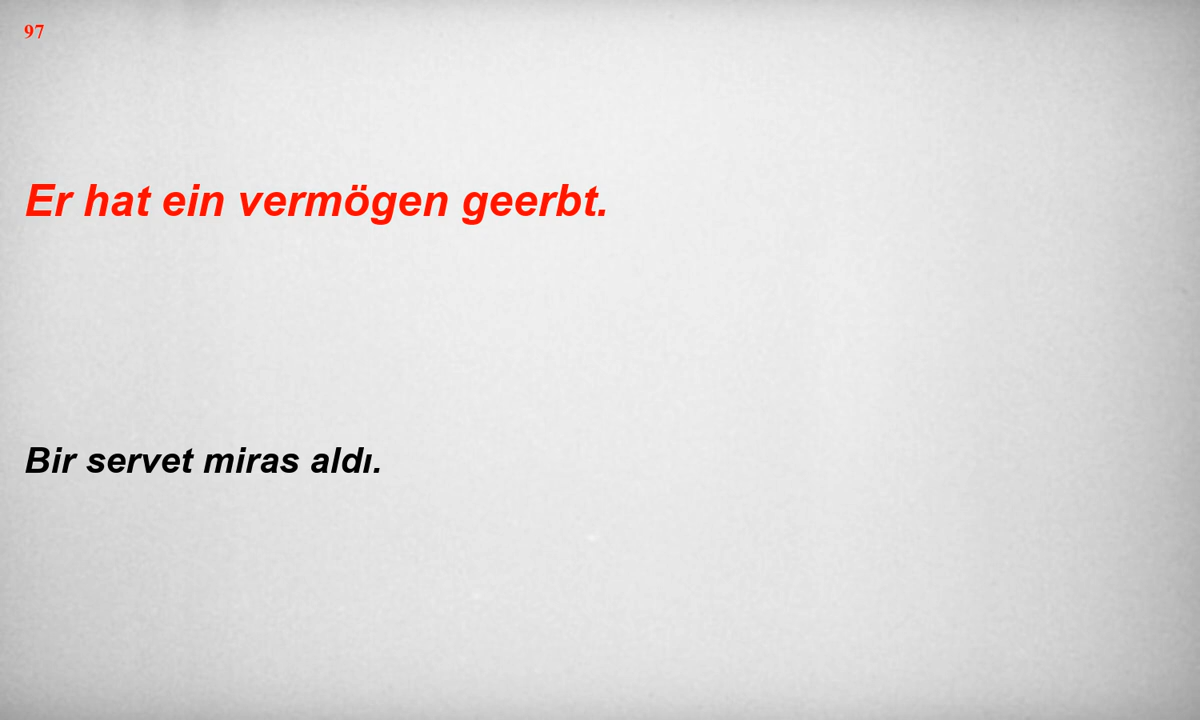 97
Er hat ein vermögen geerbt.
Bir servet miras aldı.